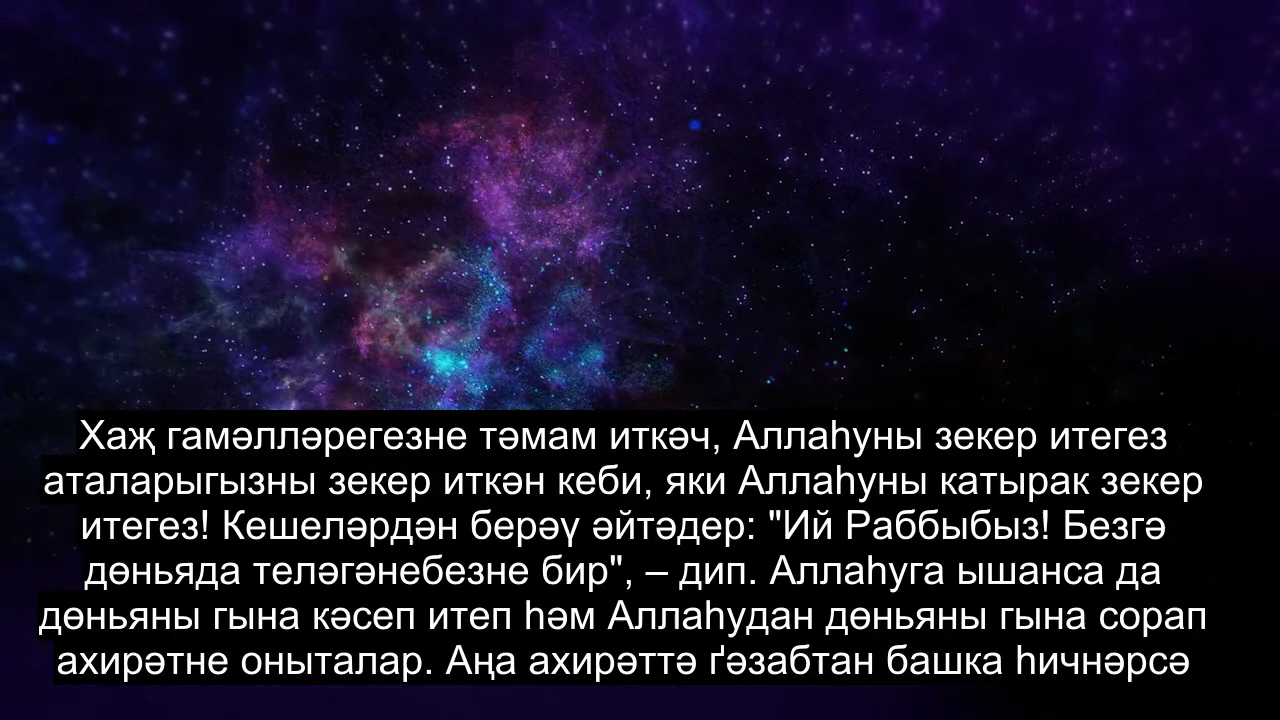 Хаҗ гамәлләрегезне тәмам иткәч, Аллаһуны зекер итегез
аталарыгызны зекер иткән кеби, яки Аллаһуны катырак зекер
итегез! Кешеләрдән берәү әйтәдер: "Ий Раббыбыз! Безгә
дөньяда теләгәнебезне бир", – дип. Аллаһуга ышанса да
дөньяны гына кәсеп итеп һәм Аллаһудан дөньяны гына сорап
ахирәтне оныталар. Аңа ахирәттә ґәзабтан башка һичнәрсә